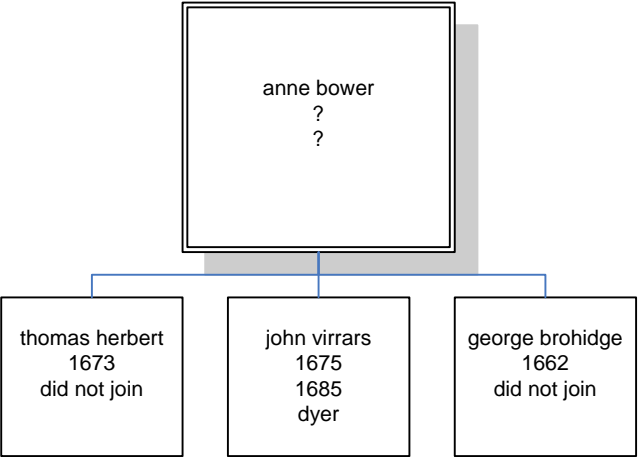 anne bower
?
?
thomas herbert
1673
did not join
john virrars
1675
1685
dyer
george brohidge
1662
did not join